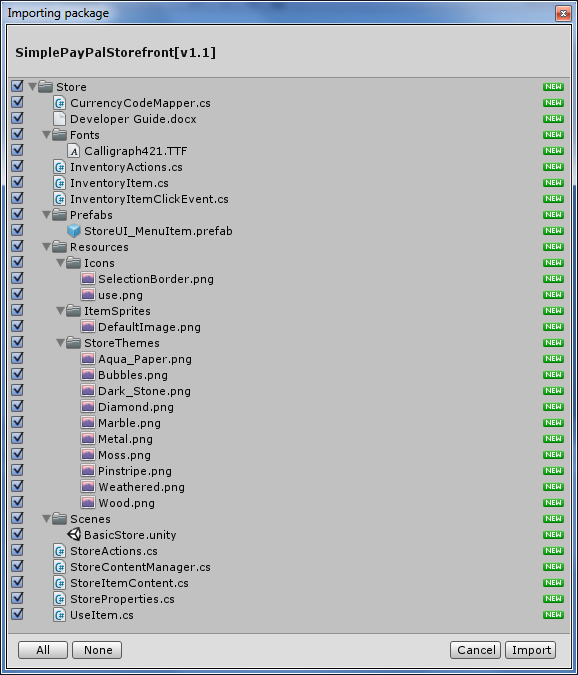 Importing package
SimplePayPalStorefront[v1.1]
Store NEW
CurrencyCodeMapper.cs NEW
Developer Guide.docx NEW
Fonts NEW
Calligraph421.TTF NEW
InventoryActions.cs NEW
InventoryItem.cs NEW
InventoryItemClickEvent.cs NEW
Prefabs NEW
StoreUI_MenuItem.prefab NEW
Resources NEW
Icons NEW
SelectionBorder.png NEW
use.png NEW
ItemSprites NEW
DefaultImage.png NEW
StoreThemes NEW
Aqua_Paper.png NEW
Bubbles.png NEW
Dark_Stone.png NEW
Diamond.png NEW
Marble.png NEW
Metal.png NEW
Moss.png NEW
Pinstripe.png NEW
Weathered.png NEW
Wood.png NEW
Scenes NEW
BasicStore.unity NEW
StoreActions.cs NEW
StoreContentManager.cs NEW
StoreItemContent.cs NEW
StoreProperties.cs NEW
UseItem.cs NEW
All None Cancel Import